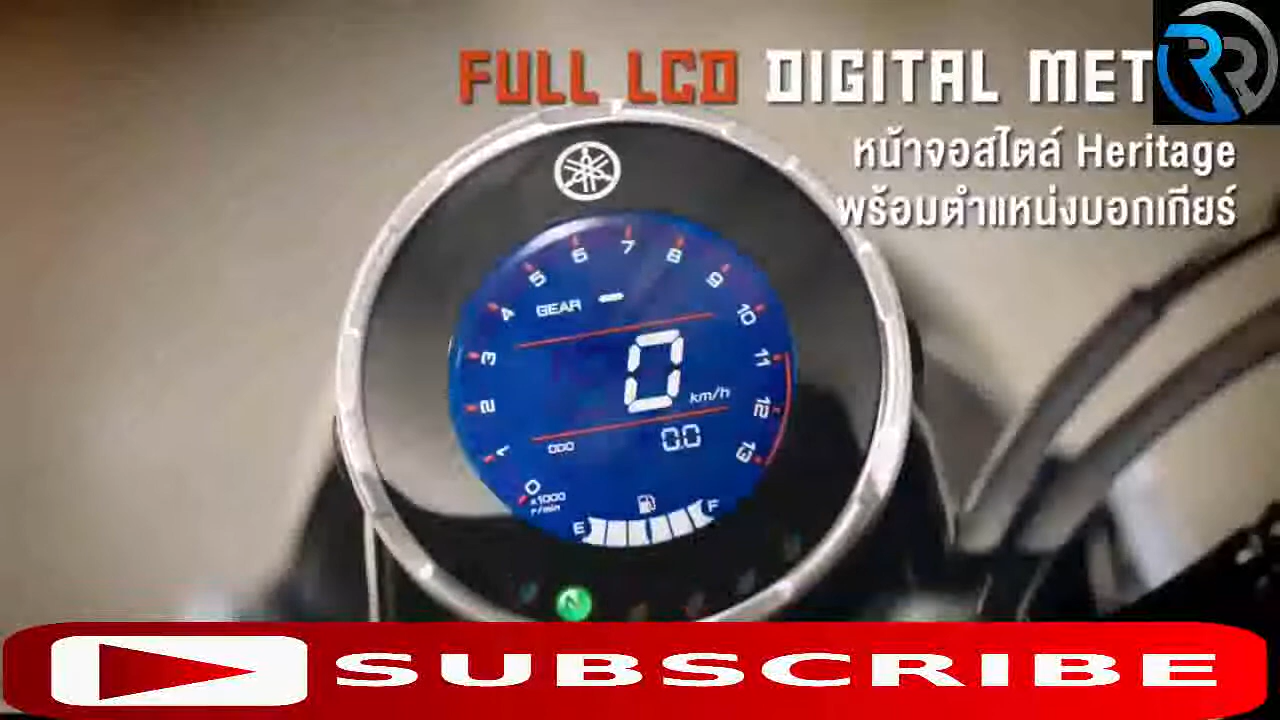 FULL LCD DIGITAL MET
หน้าจอสไตล์ Heritage
พร้อมตำแหน่งบอกเกียร์
RR
1
2
3
4
5
6
7
8
9
10
11
12
13
GEAR -
0 km/h
ODO 0.0
0
x1000
r/min
E F
N
SUBSCRIBE